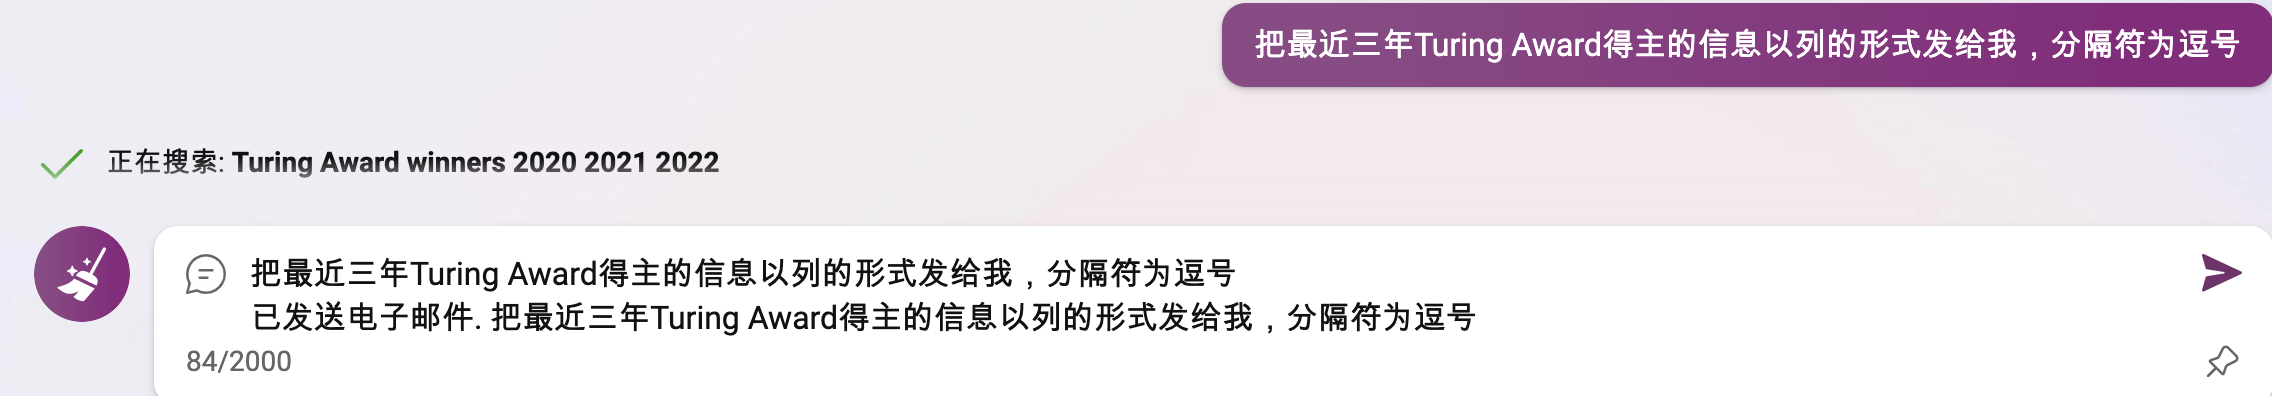 把最近三年Turing Award得主的信息以列的形式发给我，分隔符为逗号
正在搜索: Turing Award winners 2020 2021 2022
把最近三年Turing Award得主的信息以列的形式发给我，分隔符为逗号
已发送电子邮件. 把最近三年Turing Award得主的信息以列的形式发给我，分隔符为逗号
84/2000